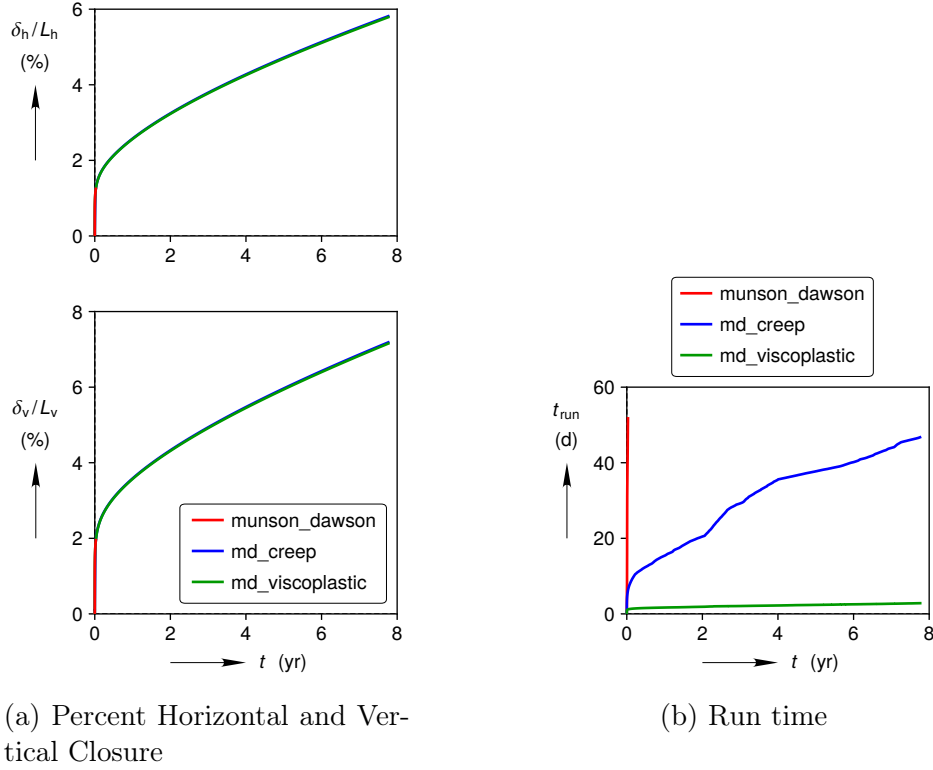 δh/Lh
(%)
6
4
2
0
0 2 4 6 8
δv/Lv
(%)
8
6
4
2
0
munson_dawson
md_creep
md_viscoplastic
0 2 4 6 8
t (yr)
(a) Percent Horizontal and Ver-
tical Closure
munson_dawson
md_creep
md_viscoplastic
trun
(d)
60
40
20
0
0 2 4 6 8
t (yr)
(b) Run time